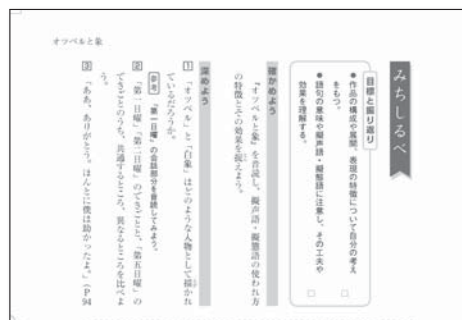 みちしるべ
目標と振り返り
●作品の構成や展開、表現の特徴について自分の考え
をもつ。
●語句の意味や擬声語・擬態語に注意し、その工夫や
効果を理解する。
確かめよう
『オツベルと象』を音読し、擬声語・擬態語の使われ方
の特徴とその効果を捉えよう。
深めよう
1 「オツベル」と「白象」はどのような人物として描かれ
ているだろうか。
参考 「第一日曜」の会話部分を音読してみよう。
2 「第一日曜」「第二日曜」のできごとと、「第五日曜」の
できごとのうち、共通するところ、異なるところを比べよ
う。
3 「ああ、ありがとう。ほんとに僕は助かったよ。」(P94
オツベルと象